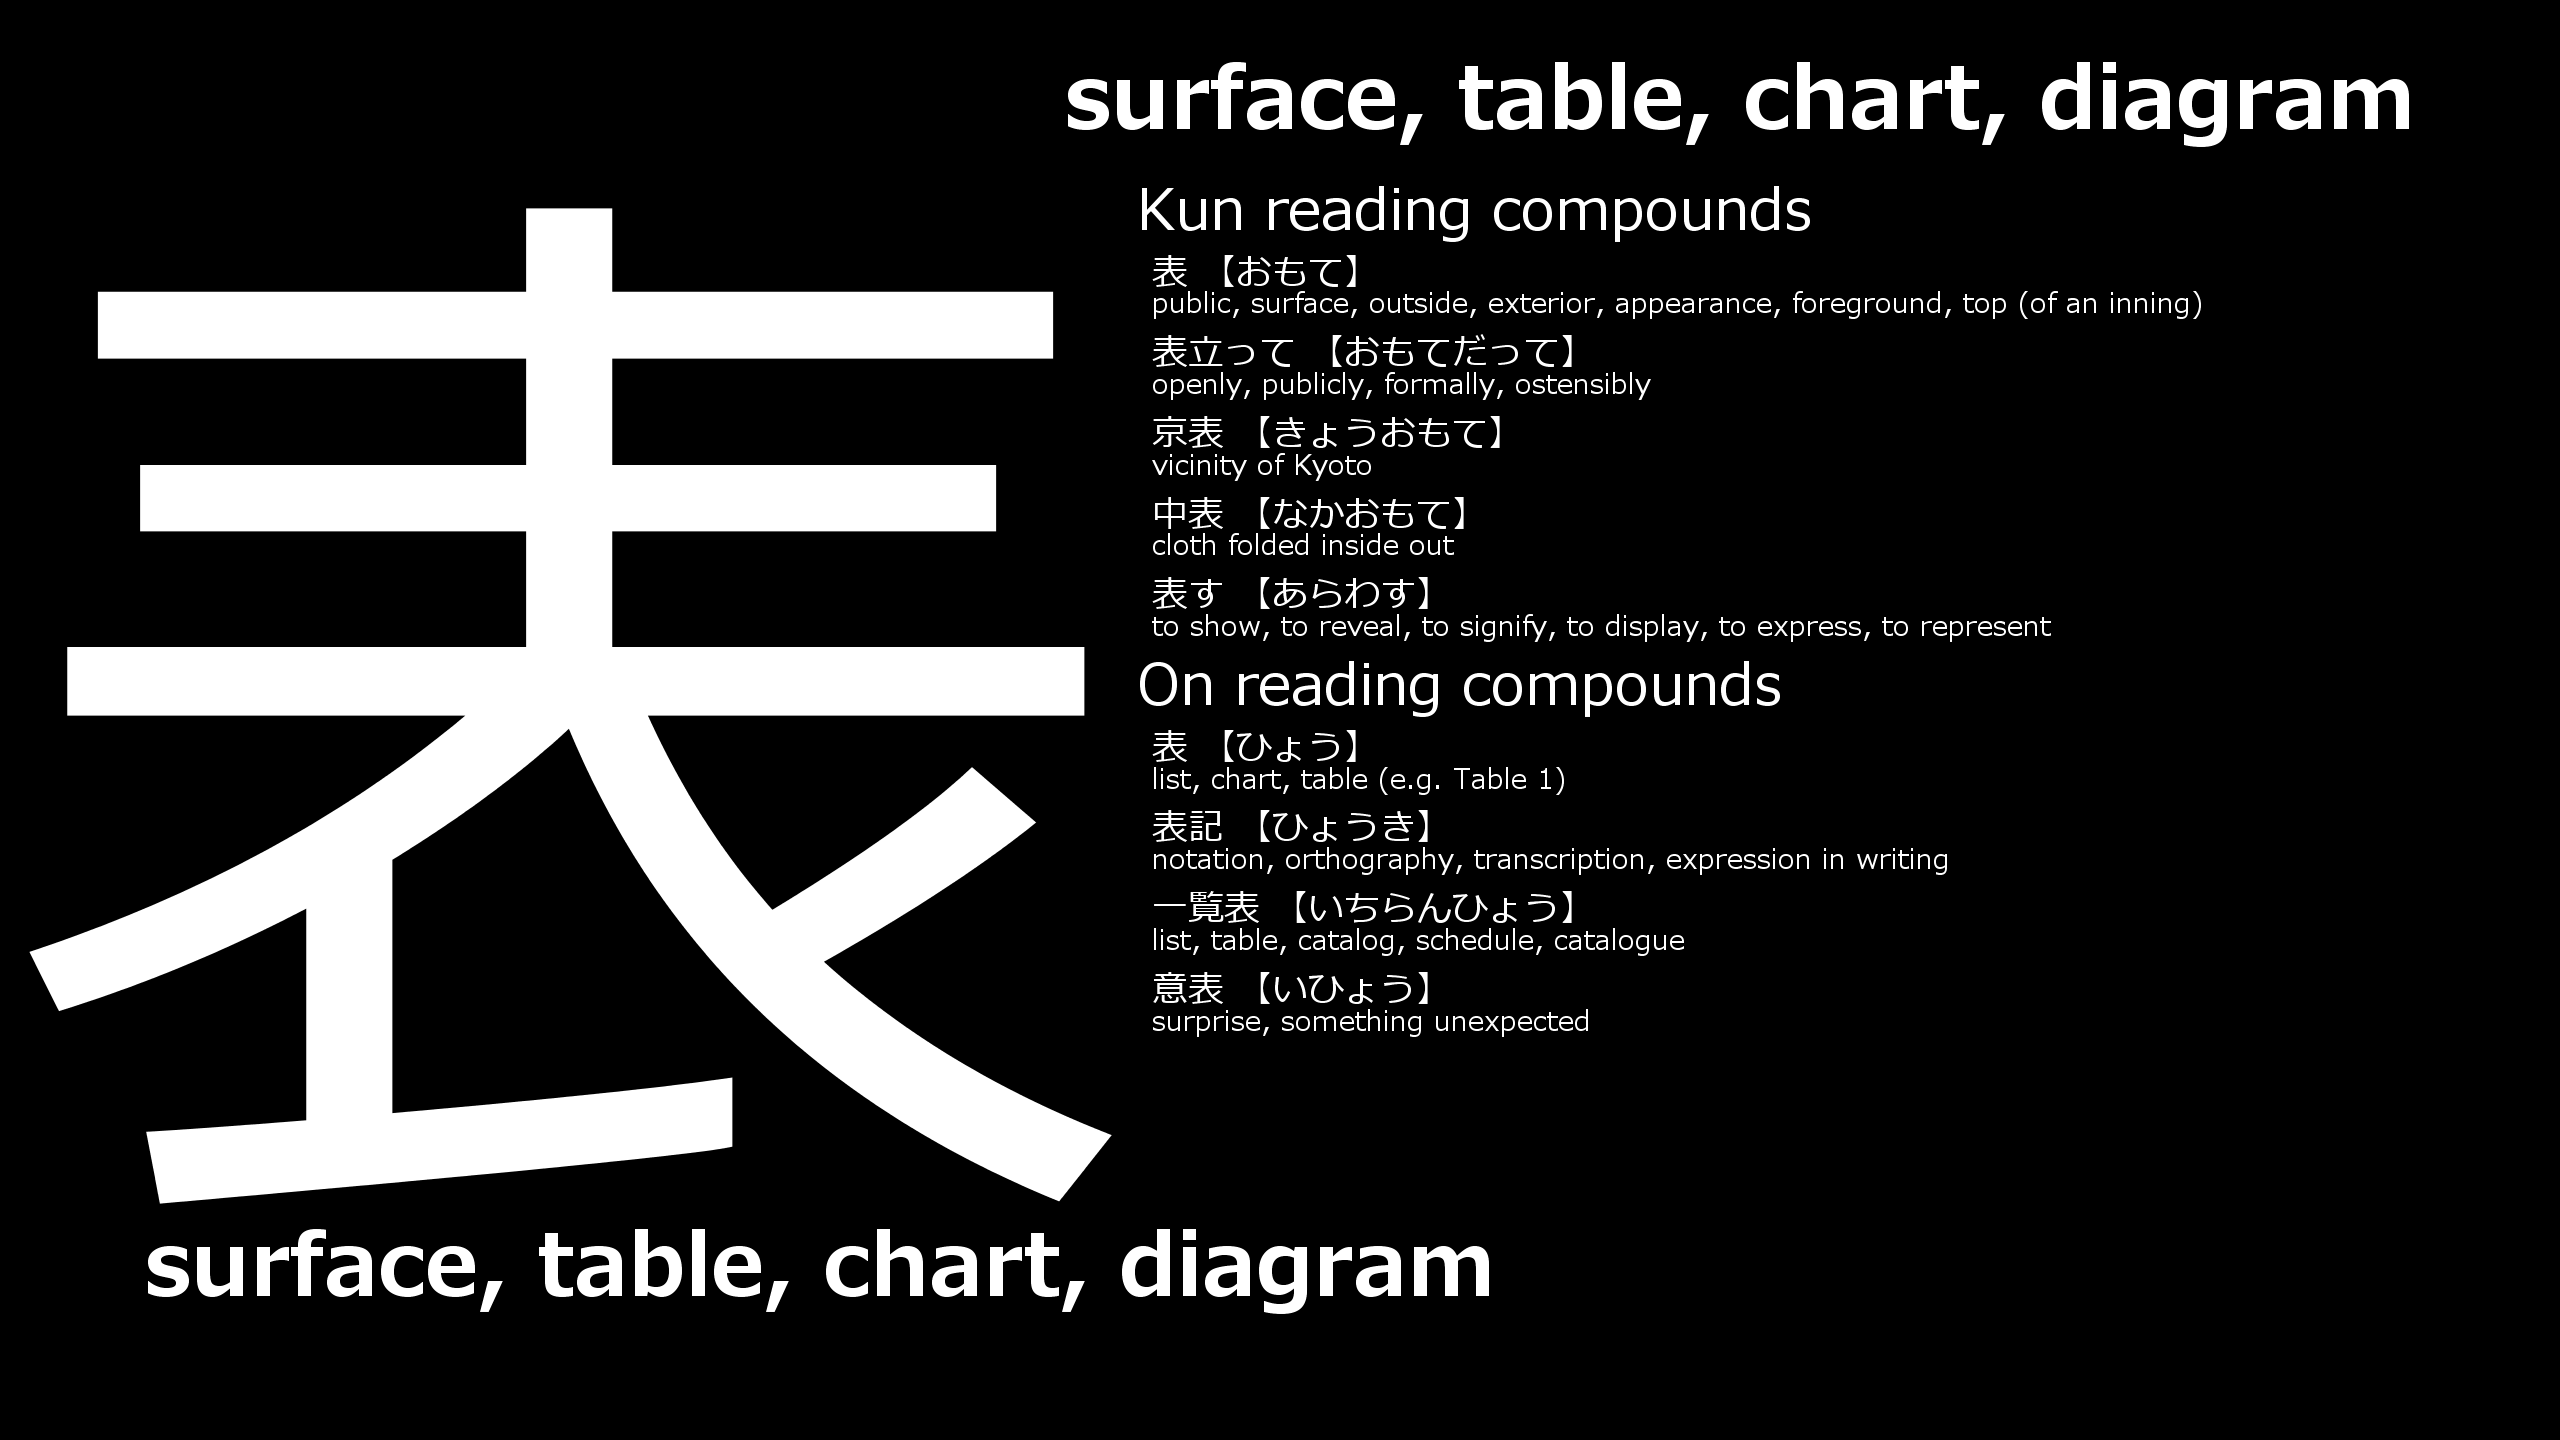 surface, table, chart, diagram
表
Kun reading compounds
表 【おもて】
public, surface, outside, exterior, appearance, foreground, top (of an inning)
表立って 【おもてだって】
openly, publicly, formally, ostensibly
京表 【きょうおもて】
vicinity of Kyoto
中表 【なかおもて】
cloth folded inside out
表す 【あらわす】
to show, to reveal, to signify, to display, to express, to represent
On reading compounds
表 【ひょう】
list, chart, table (e.g. Table 1)
表記 【ひょうき】
notation, orthography, transcription, expression in writing
一覧表 【いちらんひょう】
list, table, catalog, schedule, catalogue
意表 【いひょう】
surprise, something unexpected
surface, table, chart, diagram